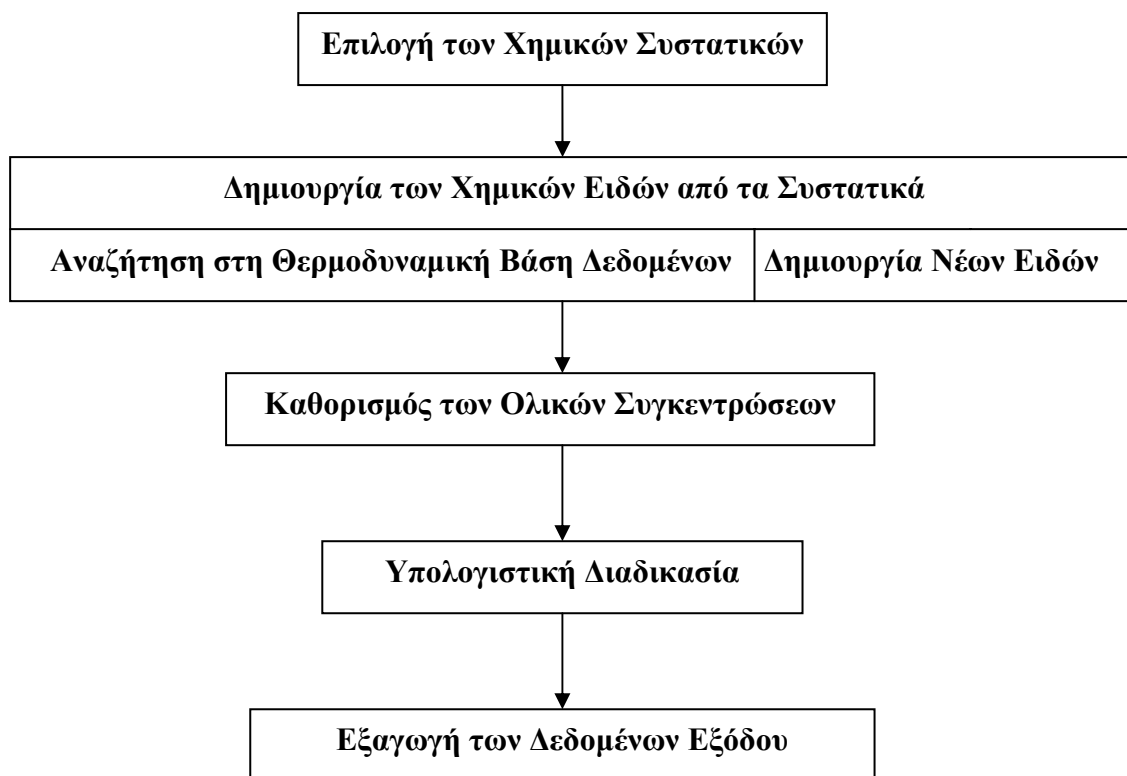 Επιλογή των Χημικών Συστατικών
Δημιουργία των Χημικών Ειδών από τα Συστατικά
Αναζήτηση στη Θερμοδυναμική Βάση Δεδομένων
Δημιουργία Νέων Ειδών
Καθορισμός των Ολικών Συγκεντρώσεων
Υπολογιστική Διαδικασία
Εξαγωγή των Δεδομένων Εξόδου